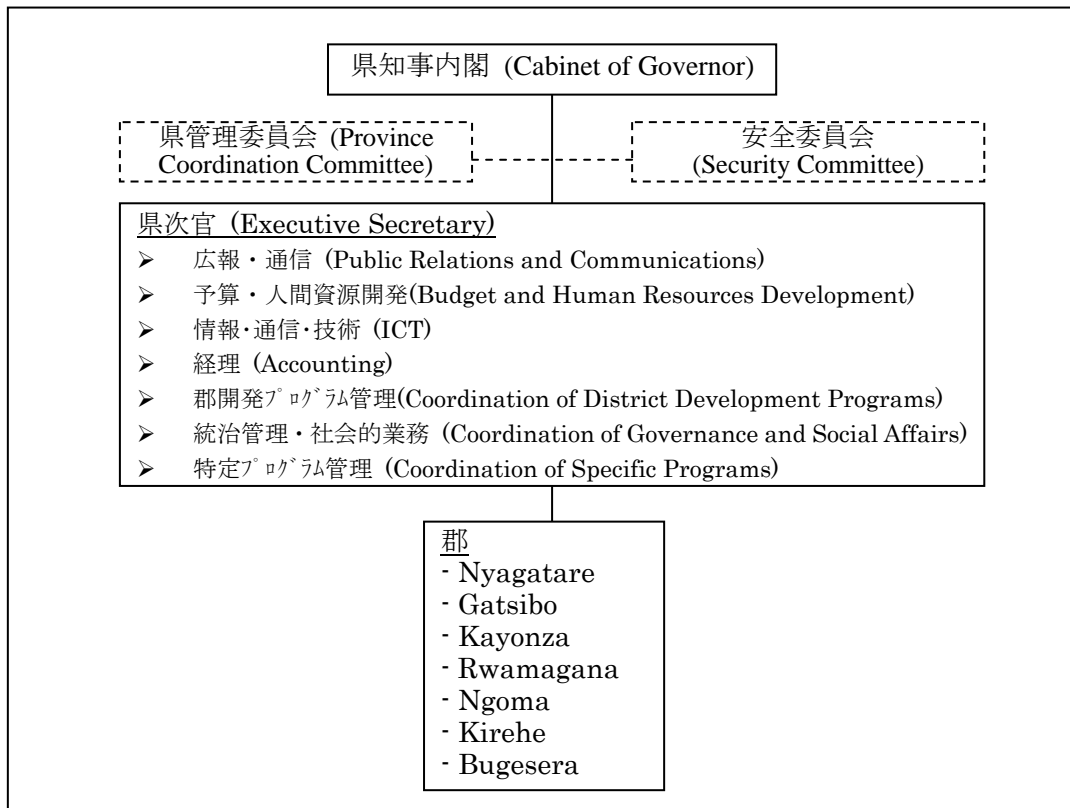 県知事内閣 (Cabinet of Governor)
県管理委員会 (Province
Coordination Committee)
安全委員会
(Security Committee)
県次官 (Executive Secretary)
➢ 広報・通信 (Public Relations and Communications)
➢ 予算・人間資源開発(Budget and Human Resources Development)
➢ 情報・通信・技術 (ICT)
➢ 経理 (Accounting)
➢ 郡開発ﾌﾟﾛｸﾞﾗﾑ管理(Coordination of District Development Programs)
➢ 統治管理・社会的業務 (Coordination of Governance and Social Affairs)
➢ 特定ﾌﾟﾛｸﾞﾗﾑ管理 (Coordination of Specific Programs)
郡
- Nyagatare
- Gatsibo
- Kayonza
- Rwamagana
- Ngoma
- Kirehe
- Bugesera